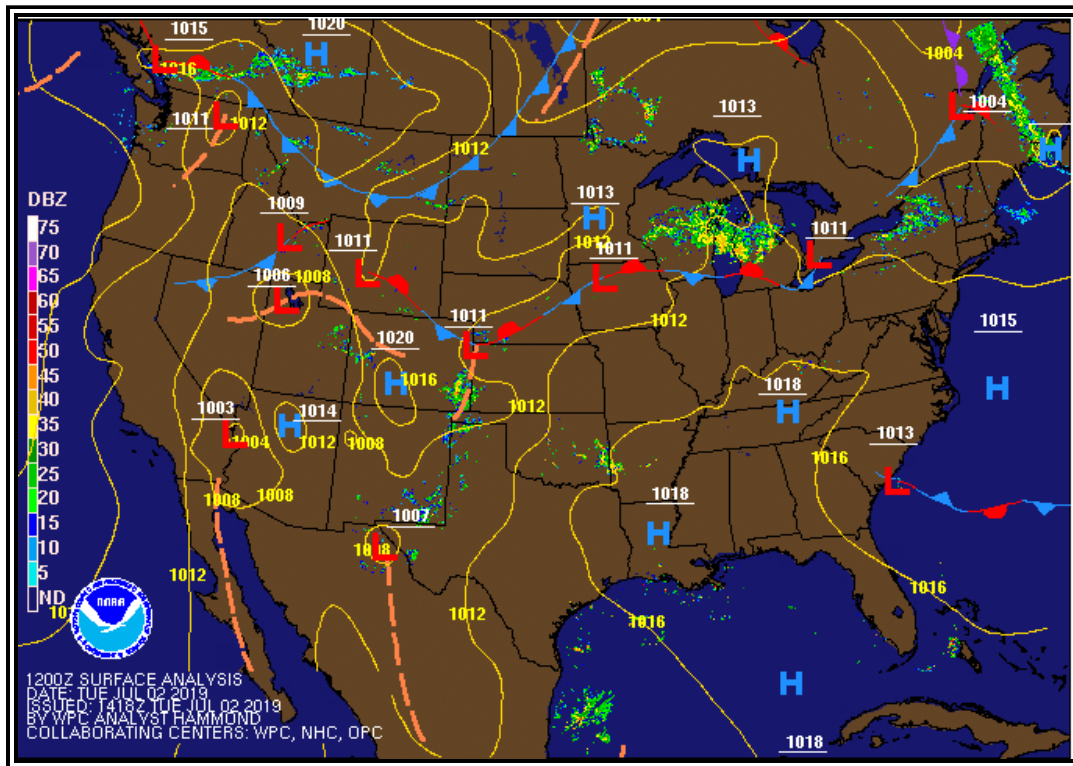 1015
1020
1004
1016
1004
1004
1013
1011
1012
1012
1013
DBZ
75
70
65
60
55
50
45
40
35
30
25
20
15
10
5
ND
1009
1012
1011
1011
1011
1006
1008
1012
1011
1015
1020
1016
1018
1003
1014
1012
1004
1012
1008
1013
1016
1008
1008
1018
1007
1008
1012
1012
1016
1016
NOAA
1200Z SURFACE ANALYSIS
DATE: TUE JUL 02 2019
ISSUED: 1418Z TUE JUL 02 2019
BY WPC ANALYST HAMMOND
COLLABORATING CENTERS: WPC, NHC, OPC
1018
H
H
H
H
H
H
H
H
H
H
H
L
L
L
L
L
L
L
L
L
L
L
L